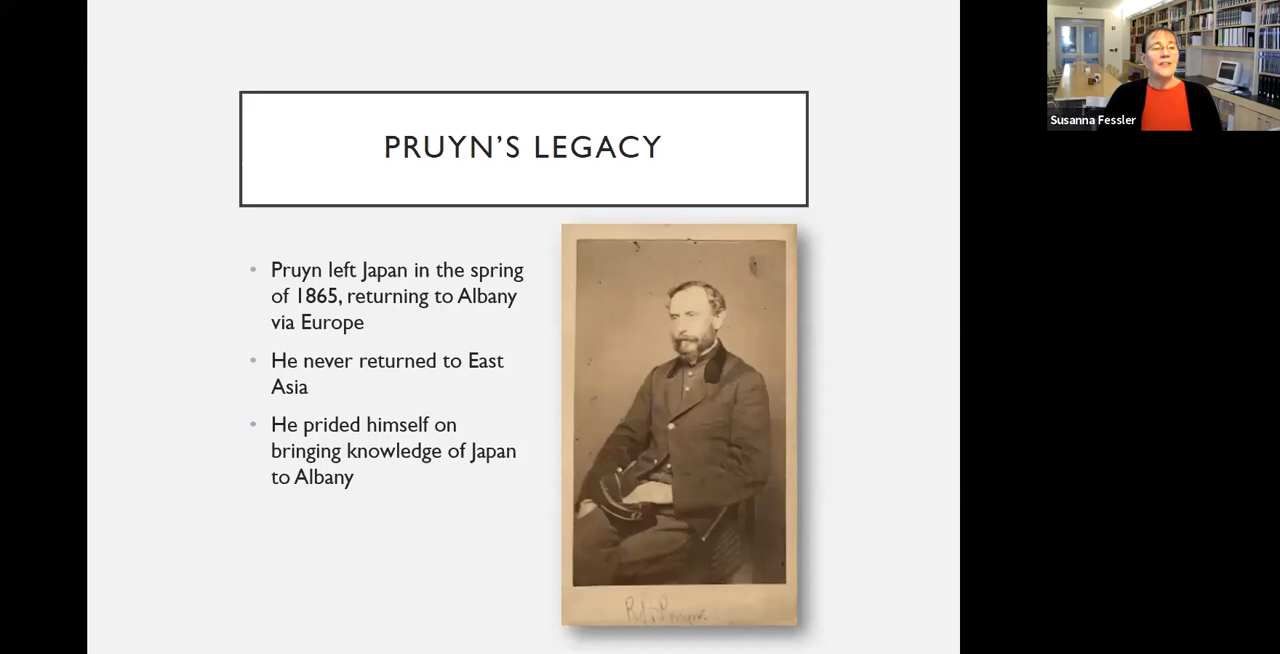 PRUYN'S LEGACY
• Pruyn left Japan in the spring
of 1865, returning to Albany
via Europe
• He never returned to East
Asia
• He prided himself on
bringing knowledge of Japan
to Albany
Pruyn
Susanna Fessler